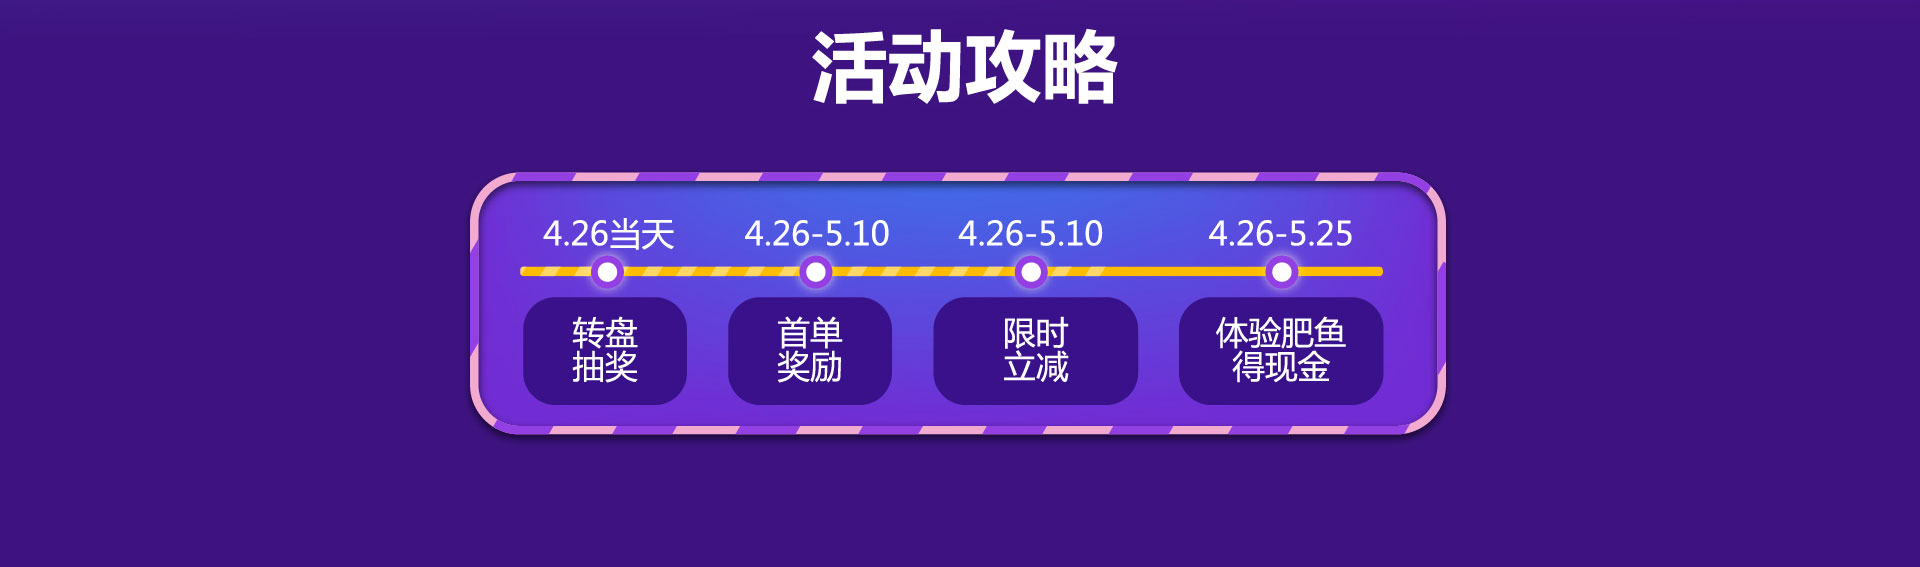 活动攻略
4.26当天
4.26-5.10
4.26-5.10
4.26-5.25
转盘
抽奖
首单
奖励
限时
立减
体验肥鱼
得现金